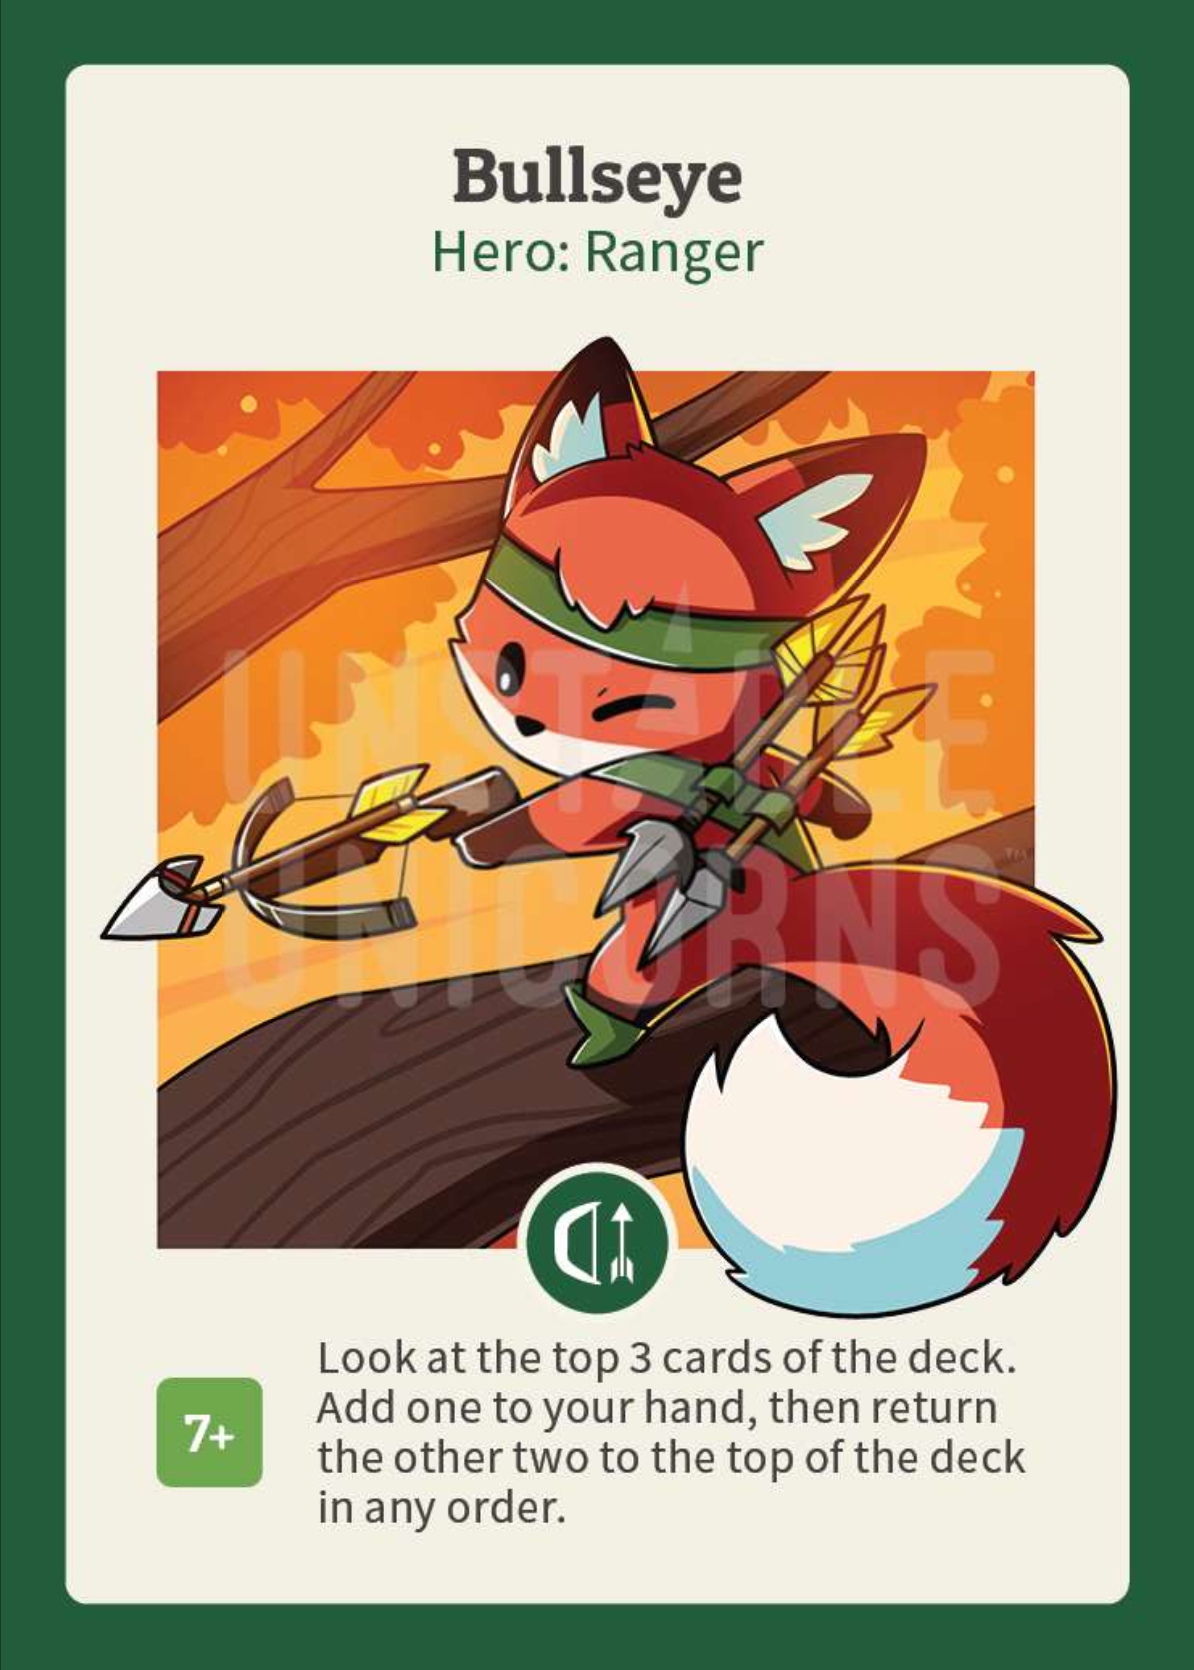 Bullseye
Hero: Ranger
UNSTABLE
UNICORNS
TM
7+
Look at the top 3 cards of the deck.
Add one to your hand, then return
the other two to the top of the deck
in any order.